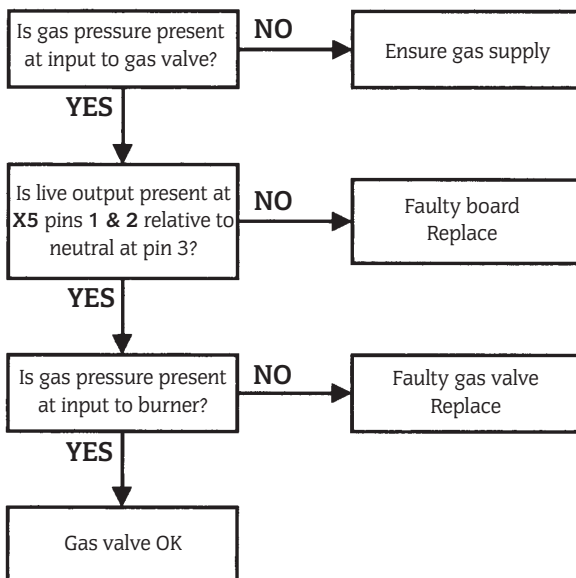 Is gas pressure present
at input to gas valve?
NO
Ensure gas supply
YES
Is live output present at
X5 pins 1 & 2 relative to
neutral at pin 3?
NO
Faulty board
Replace
YES
Is gas pressure present
at input to burner?
NO
Faulty gas valve
Replace
YES
Gas valve OK